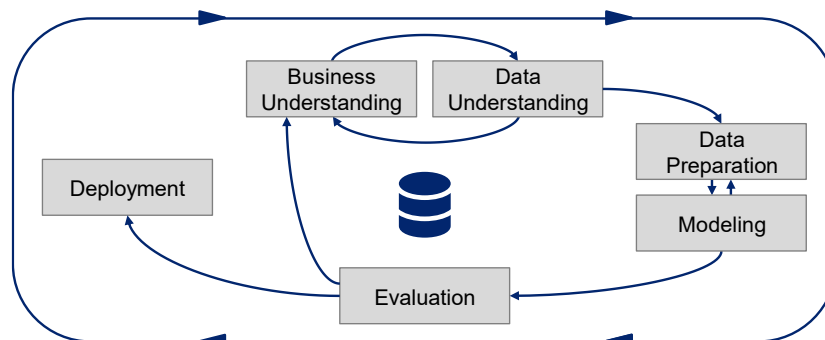 Business
Understanding
Data
Understanding
Data
Preparation
Deployment
Modeling
Evaluation